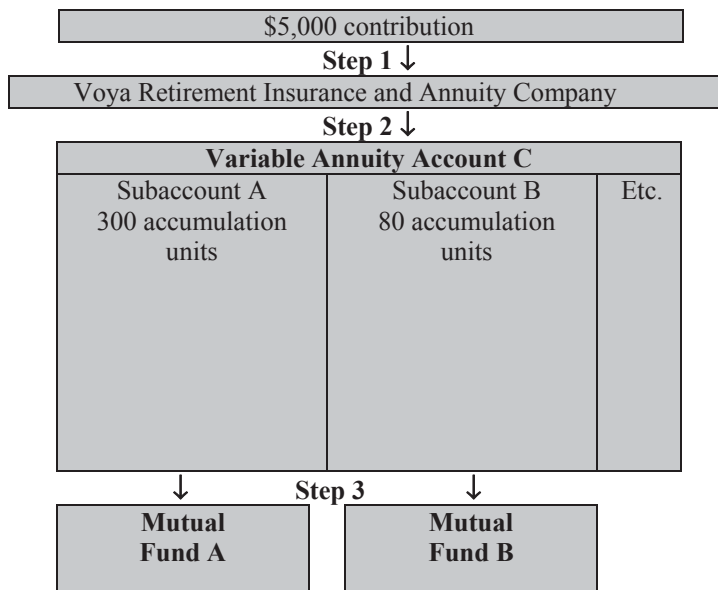 $5,000 contribution
Step 1 ↓
Voya Retirement Insurance and Annuity Company
Step 2 ↓
Variable Annuity Account C
Subaccount A
300 accumulation
units
Subaccount B
80 accumulation
units
Etc.
↓ Step 3 ↓
Mutual
Fund A
Mutual
Fund B